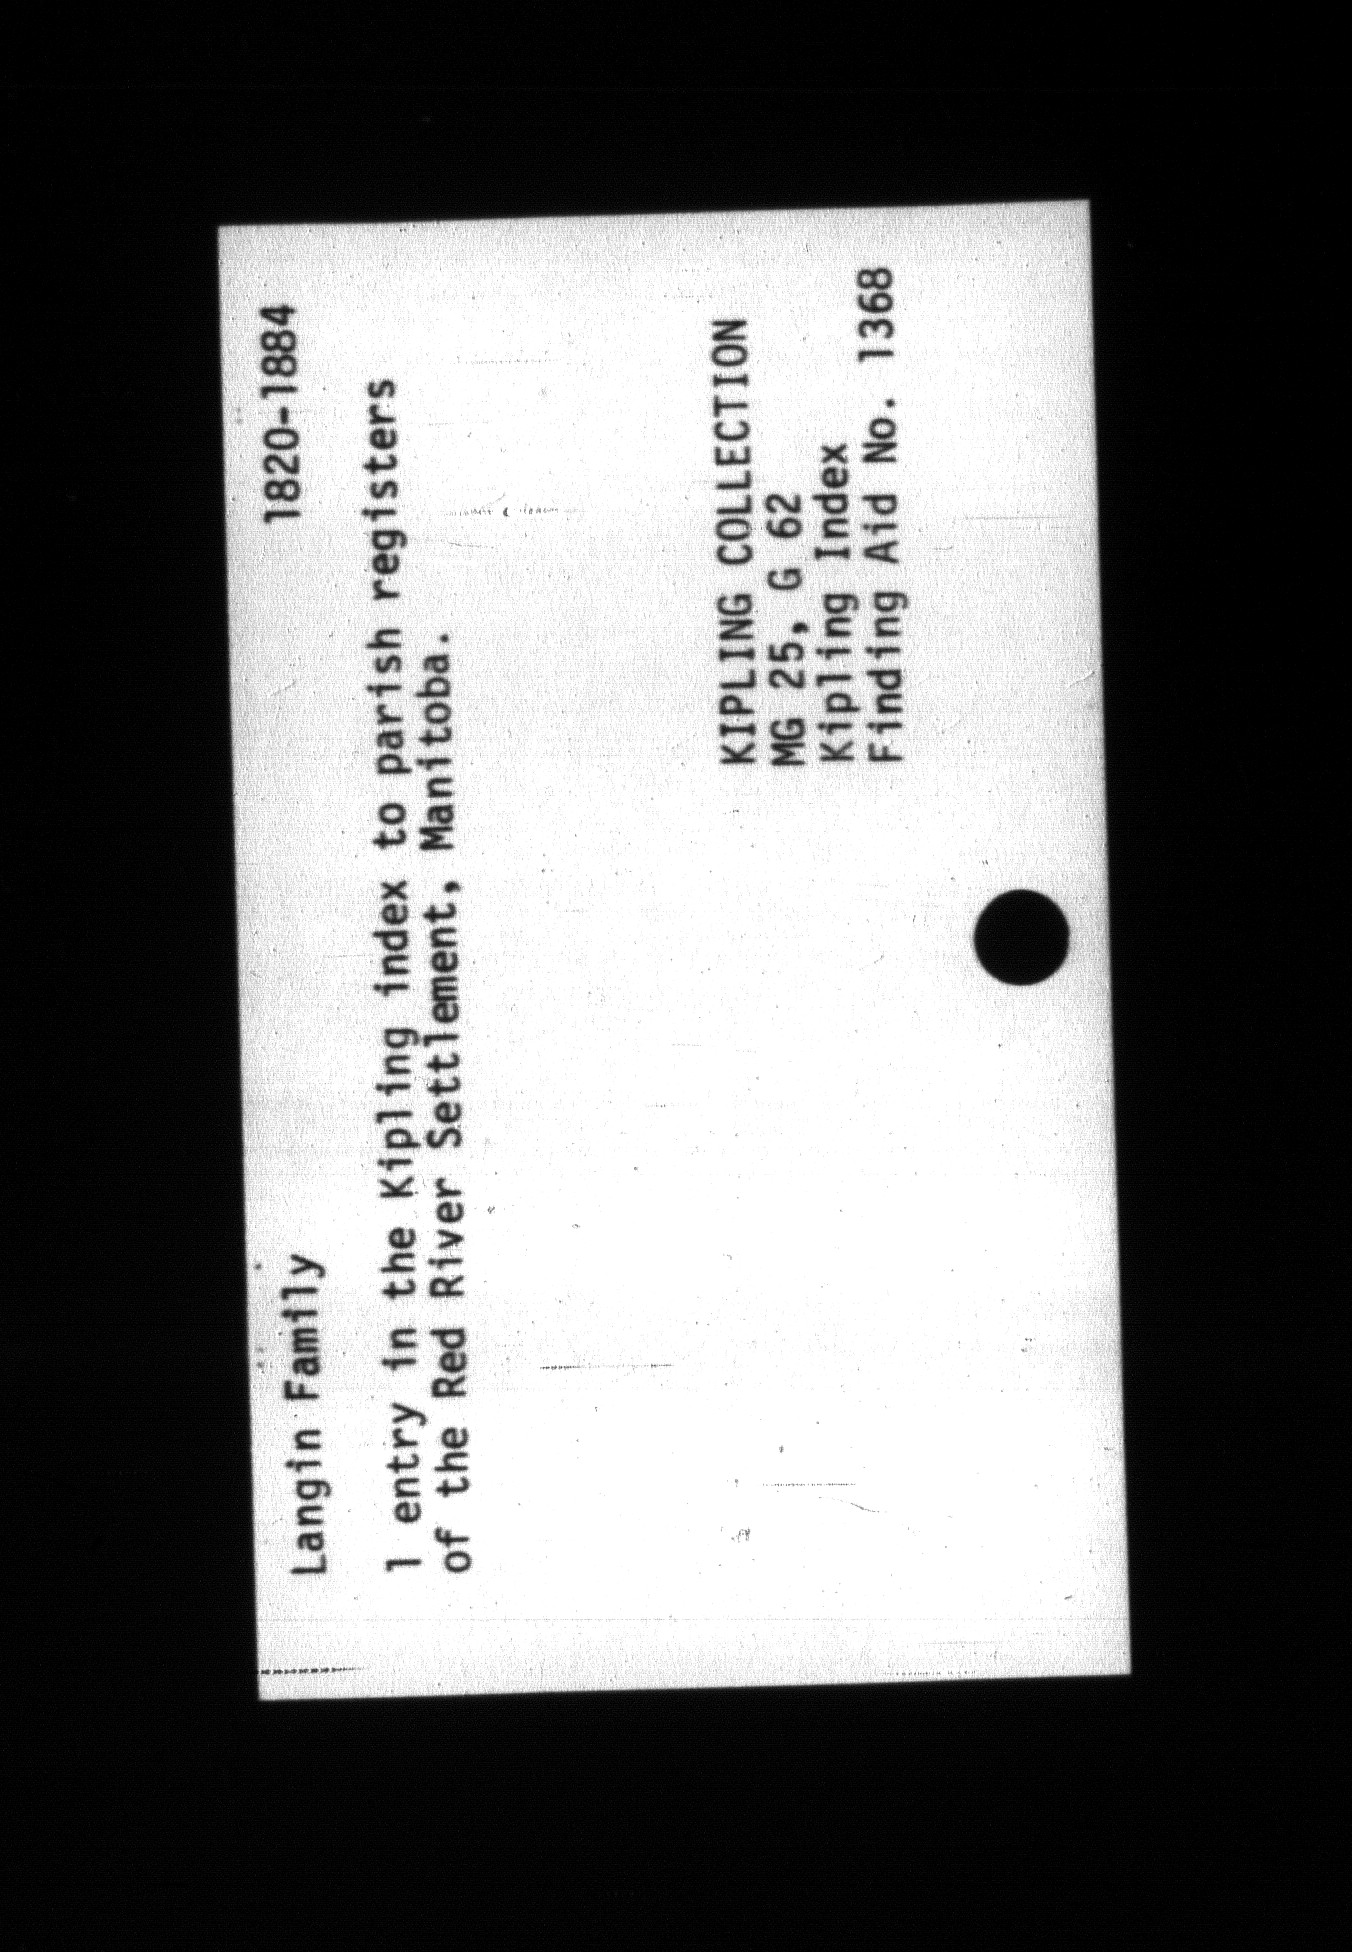 Langin Family 1820-1884
1 entry in the Kipling index to parish registers
of the Red River Settlement, Manitoba.
KIPLING COLLECTION
MG 25, G 62
Kipling Index
Finding Aid No. 1368